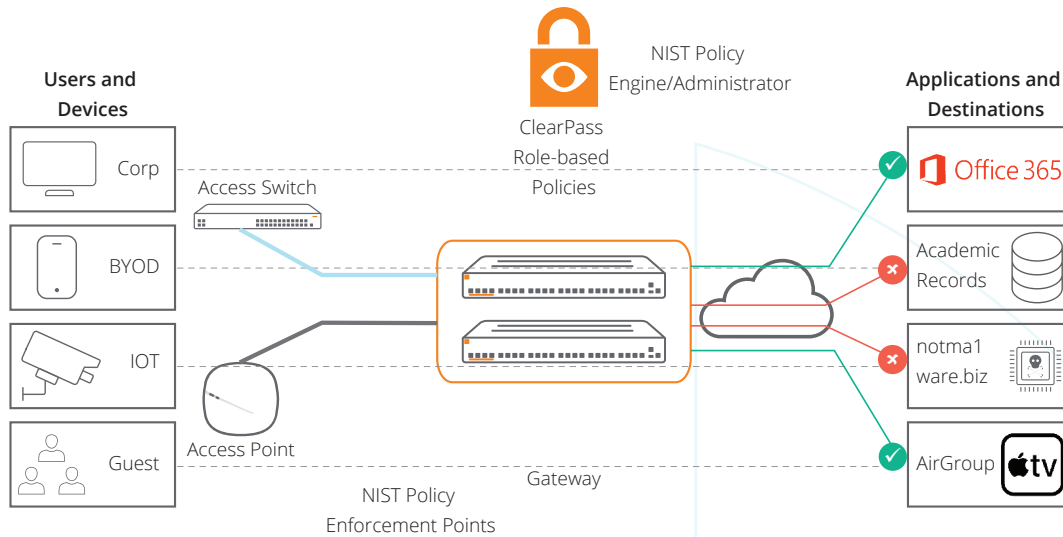 NIST Policy
Engine/Administrator
Users and
Devices
Applications and
Destinations
ClearPass
Role-based
Policies
Corp
Access Switch
Office 365
BYOD
Academic
Records
IOT
notma1
ware.biz
Access Point
Guest
Gateway
AirGroup
tv
NIST Policy
Enforcement Points